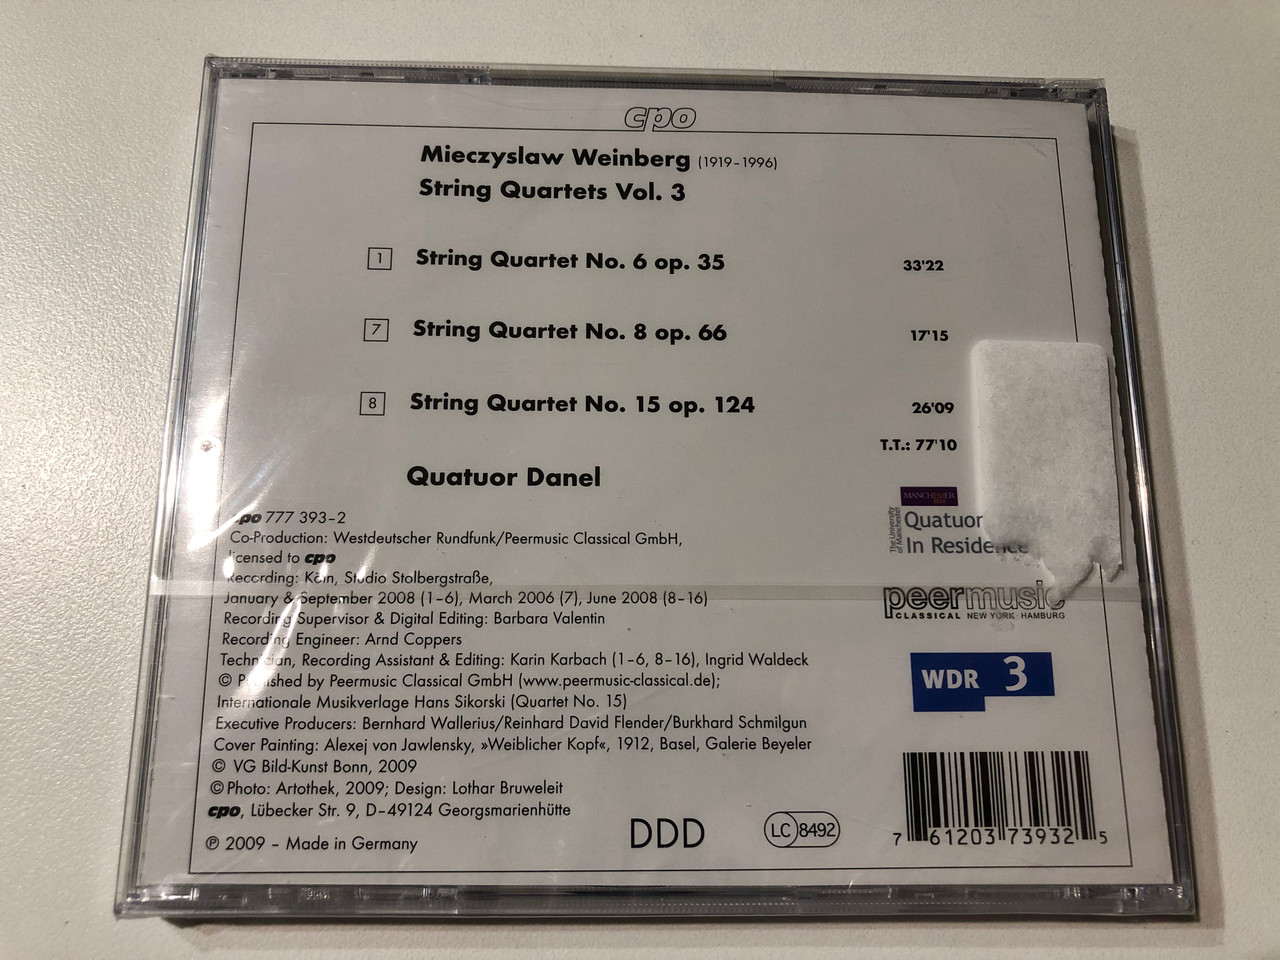 cpo
Mieczyslaw Weinberg (1919–1996)
String Quartets Vol. 3
1 String Quartet No. 6 op. 35 33'22
7 String Quartet No. 8 op. 66 17'15
8 String Quartet No. 15 op. 124 26'09
T.T.: 77'10
Quatuor Danel
cpo 777 393–2
Co-Production: Westdeutscher Rundfunk/Peermusic Classical GmbH,
licensed to cpo
Recording: Köln, Studio Stolbergstraße,
January & September 2008 (1–6), March 2006 (7), June 2008 (8–16)
Recording Supervisor & Digital Editing: Barbara Valentin
Recording Engineer: Arnd Coppers
Technician, Recording Assistant & Editing: Karin Karbach (1–6, 8–16), Ingrid Waldeck
© Published by Peermusic Classical GmbH (www.peermusic-classical.de);
Internationale Musikverlage Hans Sikorski (Quartet No. 15)
Executive Producers: Bernhard Wallerius/Reinhard David Flender/Burkhard Schmilgun
Cover Painting: Alexej von Jawlensky, »Weiblicher Kopf«, 1912, Basel, Galerie Beyeler
© VG Bild-Kunst Bonn, 2009
© Photo: Artothek, 2009; Design: Lothar Bruweleit
cpo, Lübecker Str. 9, D–49124 Georgsmarienhütte
℗ 2009 – Made in Germany
MANCHESTER
1824
The University
of Manchester
Quatuor
In Residence
peermusic
CLASSICAL NEW YORK HAMBURG
WDR 3
DDD
LC 8492
7 61203 73932 5